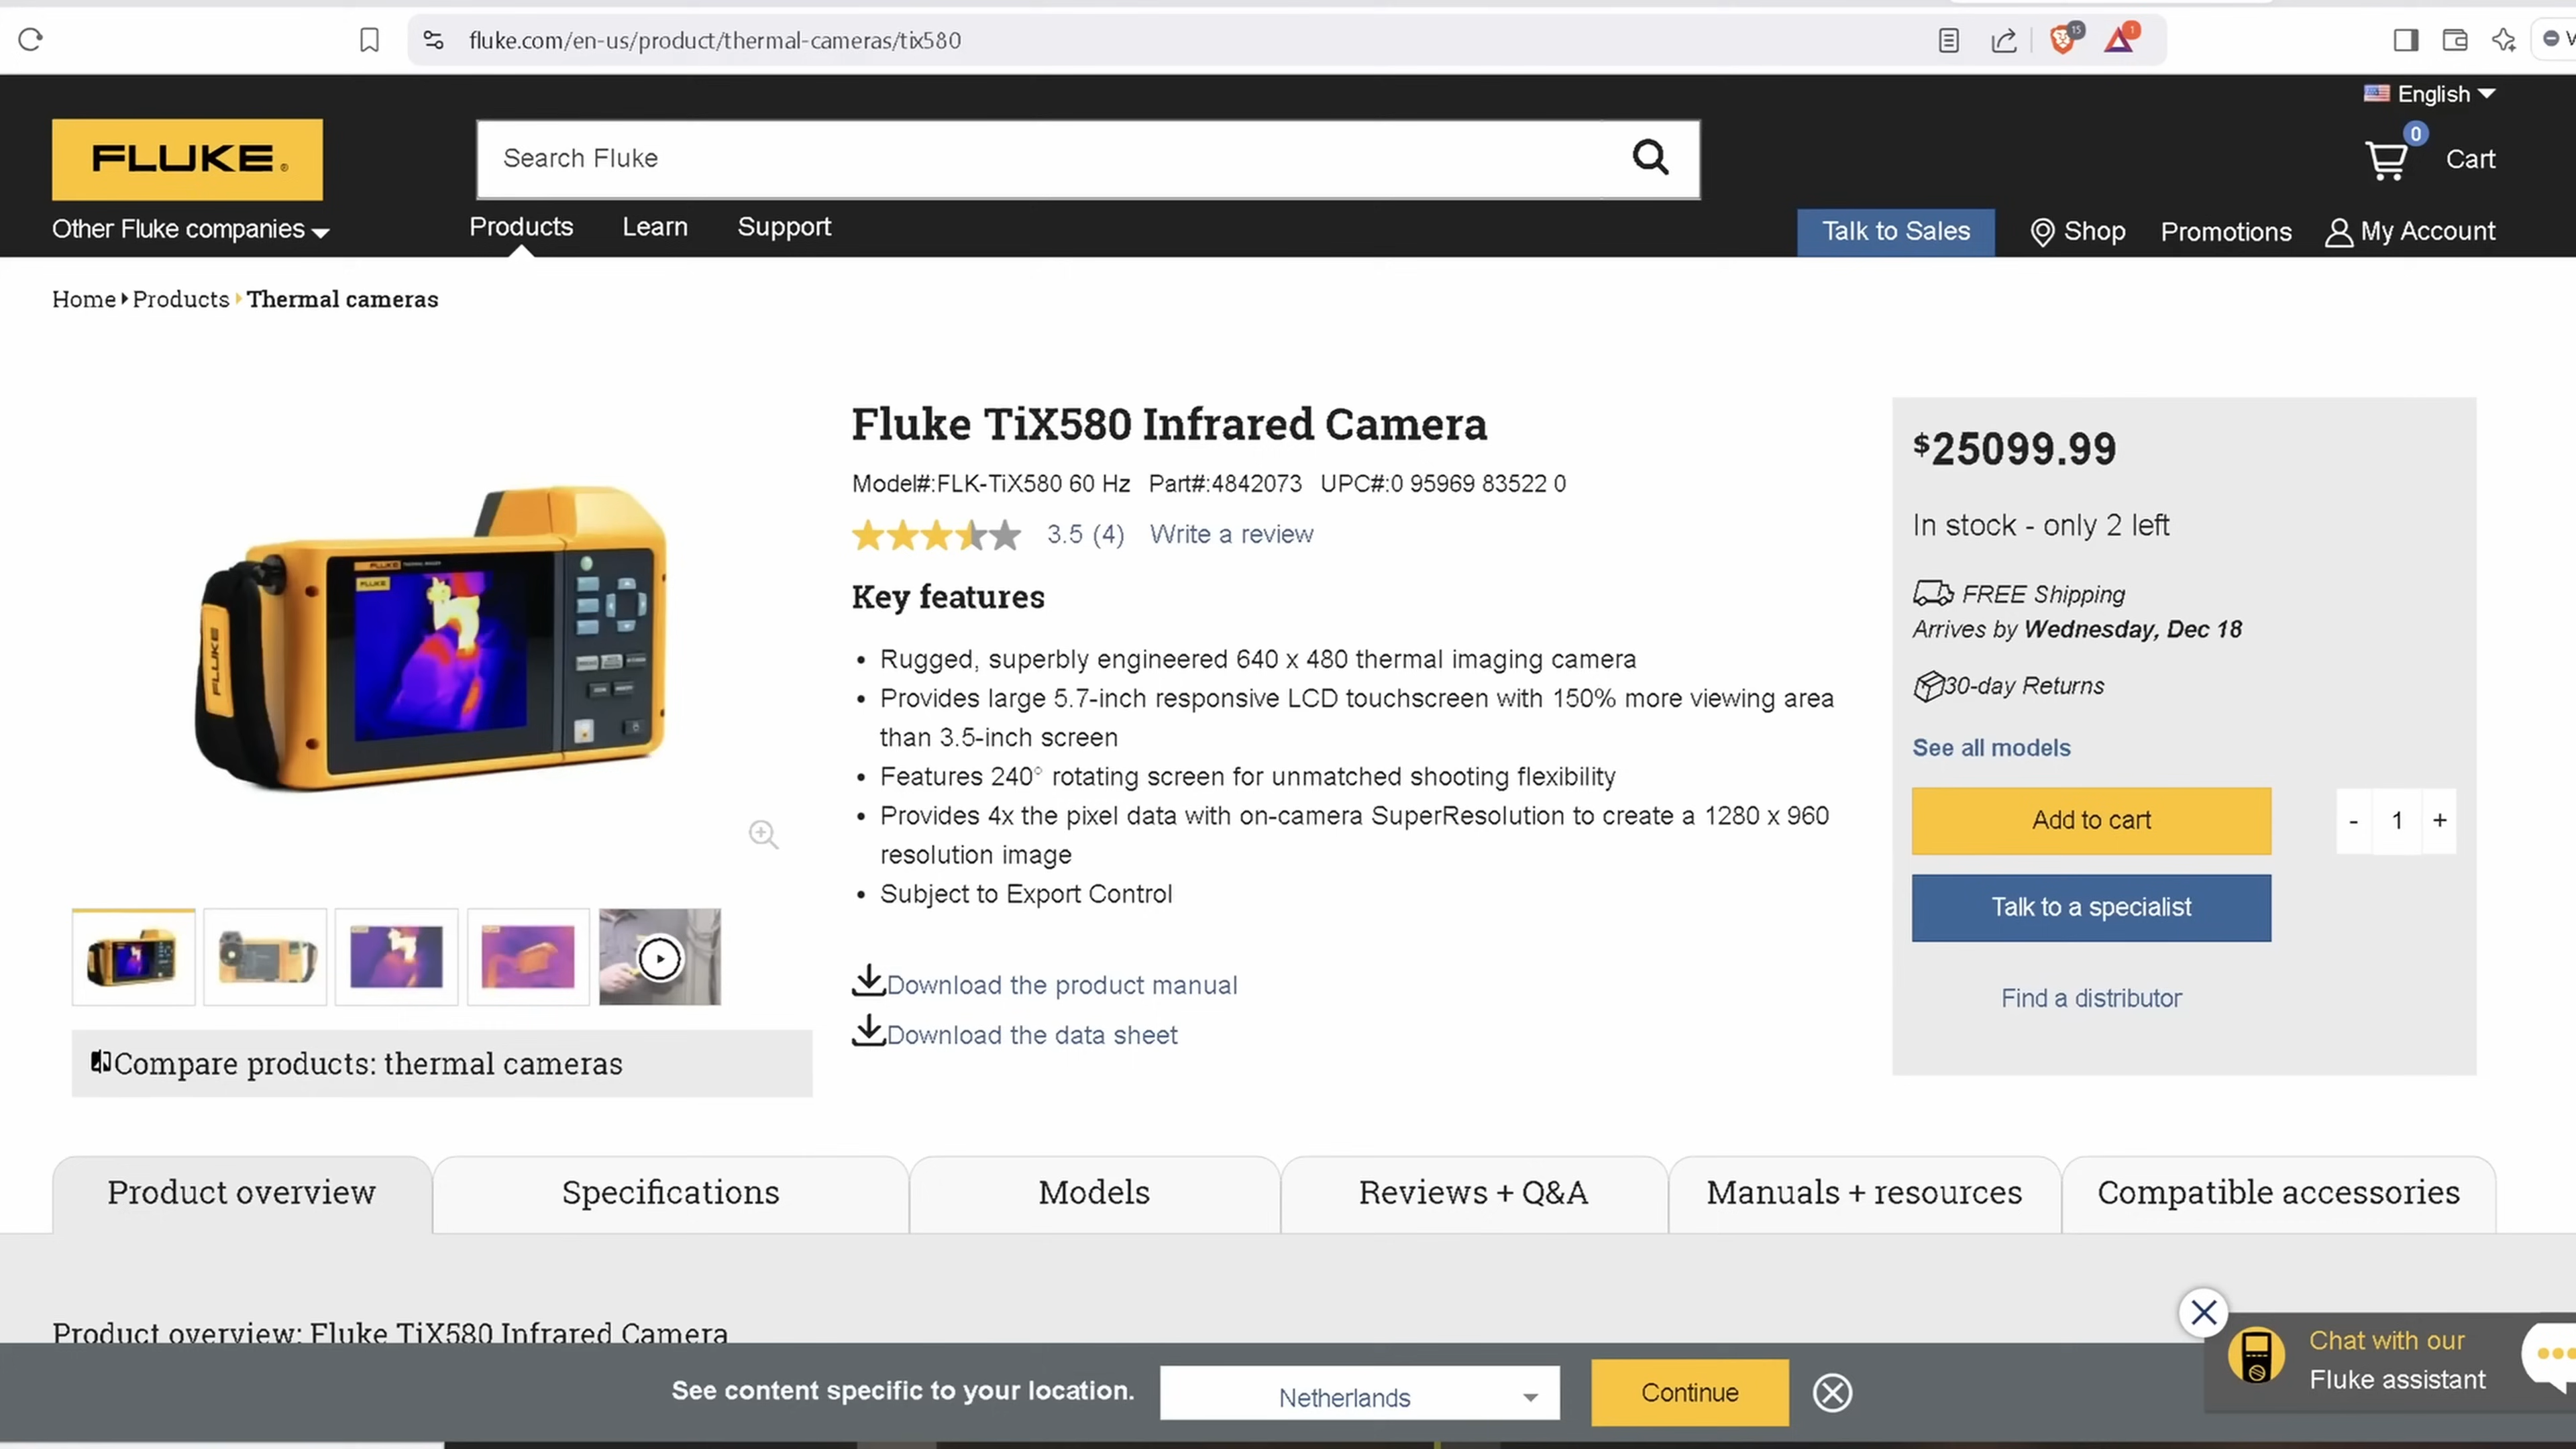 fluke.com/en-us/product/thermal-cameras/tix580
15
1
English
FLUKE®
Search Fluke
0
Cart
Other Fluke companies
Products
Learn
Support
Talk to Sales
Shop
Promotions
My Account
Home Products Thermal cameras
Fluke TiX580 Infrared Camera
Model#:FLK-TiX580 60 Hz Part#:4842073 UPC#:0 95969 83522 0
3.5 (4) Write a review
Key features
• Rugged, superbly engineered 640 x 480 thermal imaging camera
• Provides large 5.7-inch responsive LCD touchscreen with 150% more viewing area
than 3.5-inch screen
• Features 240° rotating screen for unmatched shooting flexibility
• Provides 4x the pixel data with on-camera SuperResolution to create a 1280 x 960
resolution image
• Subject to Export Control
Download the product manual
Download the data sheet
$25099.99
In stock - only 2 left
FREE Shipping
Arrives by Wednesday, Dec 18
30-day Returns
See all models
Add to cart
- 1 +
Talk to a specialist
Find a distributor
FLUKE
FLUKE
FLUKE
Compare products: thermal cameras
Product overview
Specifications
Models
Reviews + Q&A
Manuals + resources
Compatible accessories
Product overview: Fluke TiX580 Infrared Camera
See content specific to your location.
Netherlands
Continue
Chat with our
Fluke assistant